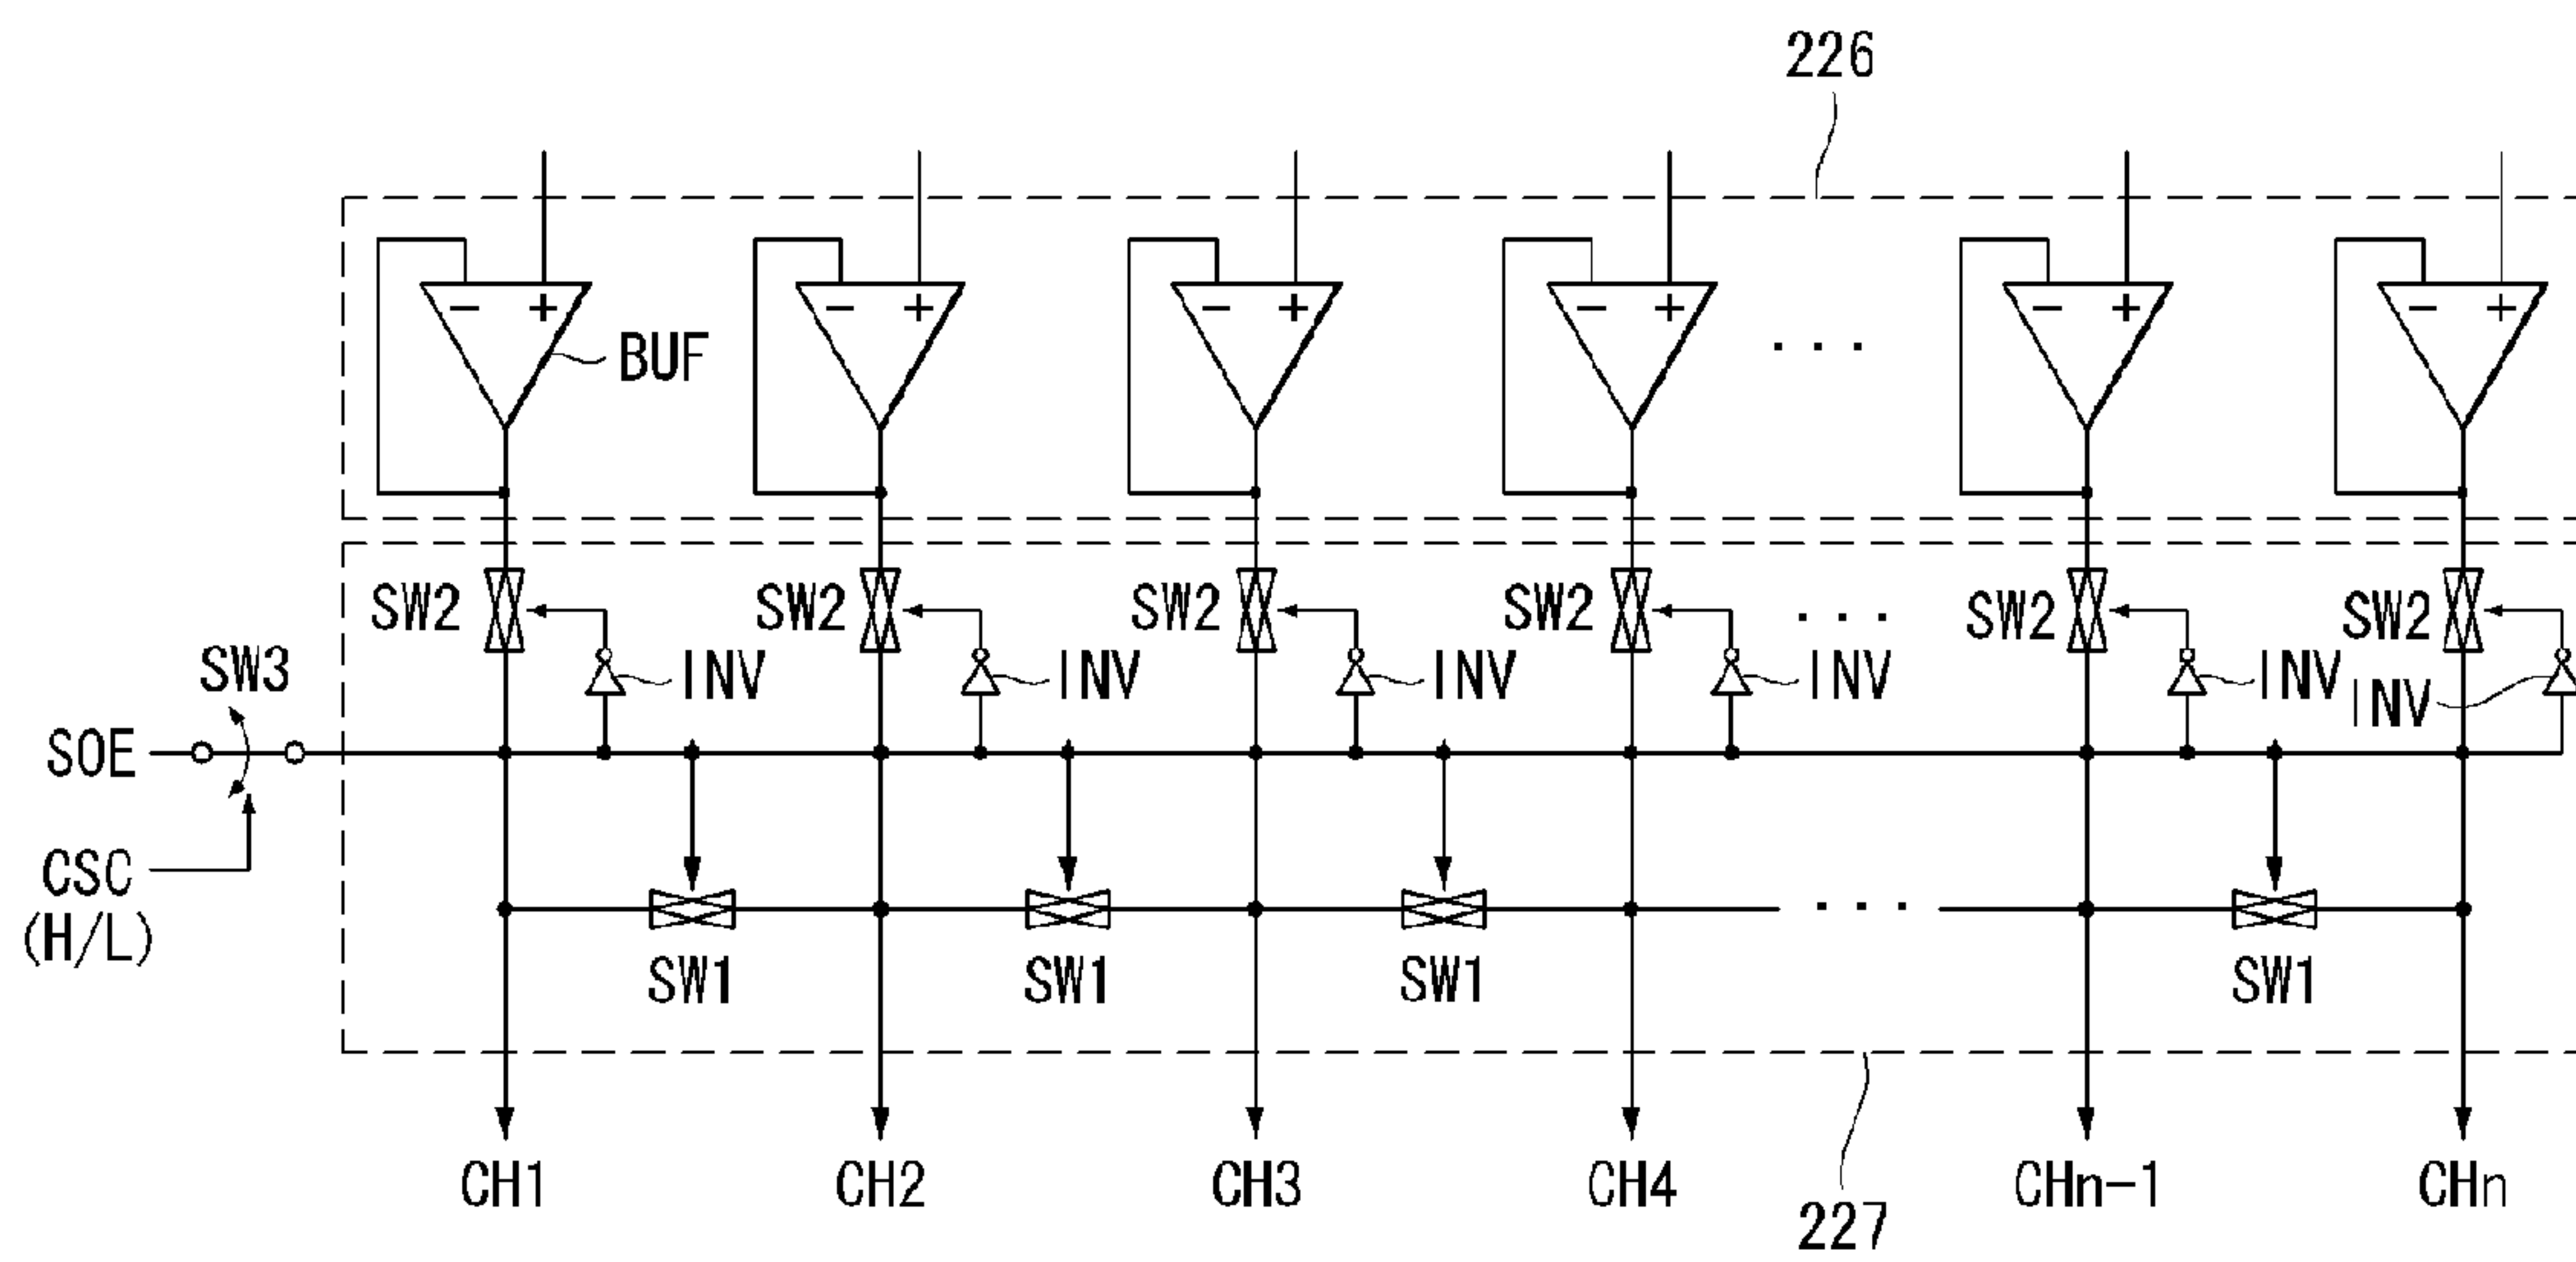 226
- + - + - + - + - + - +
BUF
. . .
SW2 SW2 SW2 SW2 . . . SW2 SW2
SW3 INV INV INV INV INV INV
SOE
CSC
(H/L)
. . .
SW1 SW1 SW1 SW1
CH1 CH2 CH3 CH4 CHn-1 CHn
227